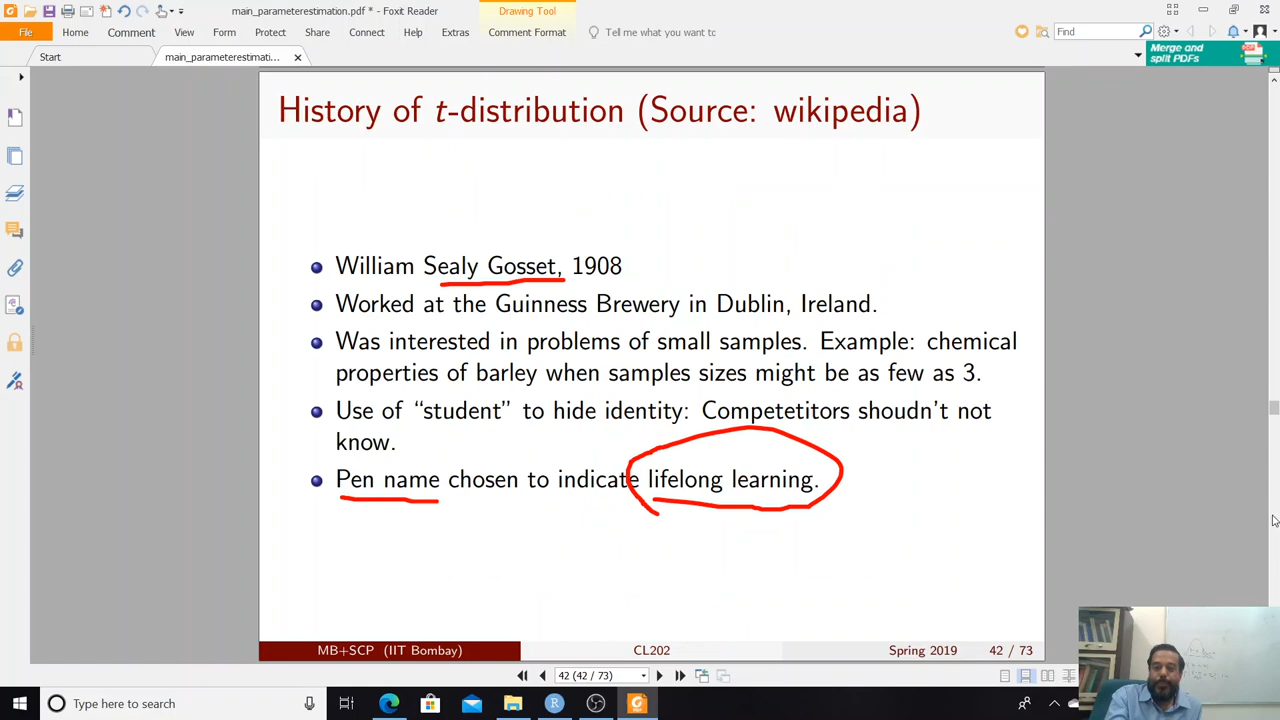 main_parameterestimation.pdf * - Foxit Reader
Drawing Tool
File Home Comment View Form Protect Share Connect Help Extras Comment Format Tell me what you want tc Find
Start main_parameterestimati... Merge and
split PDFs
History of t-distribution (Source: wikipedia)
William Sealy Gosset, 1908
Worked at the Guinness Brewery in Dublin, Ireland.
Was interested in problems of small samples. Example: chemical
properties of barley when samples sizes might be as few as 3.
Use of “student” to hide identity: Competetitors shoudn't not
know.
Pen name chosen to indicate lifelong learning.
MB+SCP (IIT Bombay) CL202 Spring 2019 42 / 73
42 (42 / 73)
Type here to search